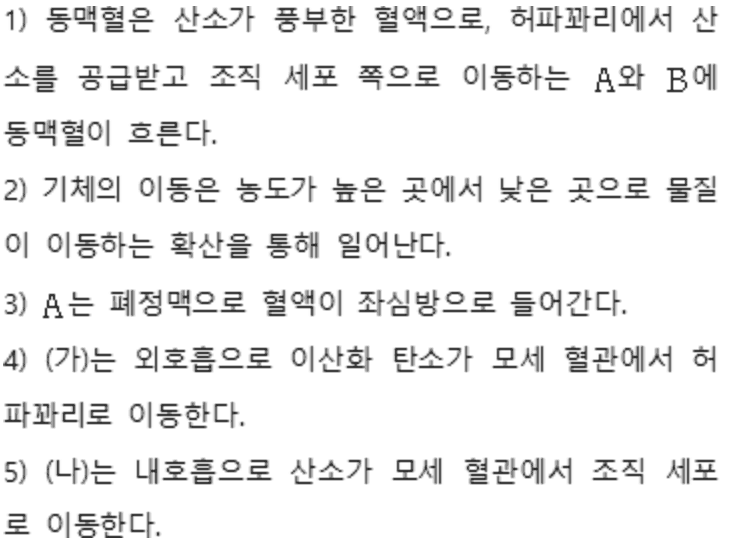 1) 동맥혈은 산소가 풍부한 혈액으로, 허파꽈리에서 산
소를 공급받고 조직 세포 쪽으로 이동하는 A와 B에
동맥혈이 흐른다.
2) 기체의 이동은 농도가 높은 곳에서 낮은 곳으로 물질
이 이동하는 확산을 통해 일어난다.
3) A는 폐정맥으로 혈액이 좌심방으로 들어간다.
4) (가)는 외호흡으로 이산화 탄소가 모세 혈관에서 허
파꽈리로 이동한다.
5) (나)는 내호흡으로 산소가 모세 혈관에서 조직 세포
로 이동한다.